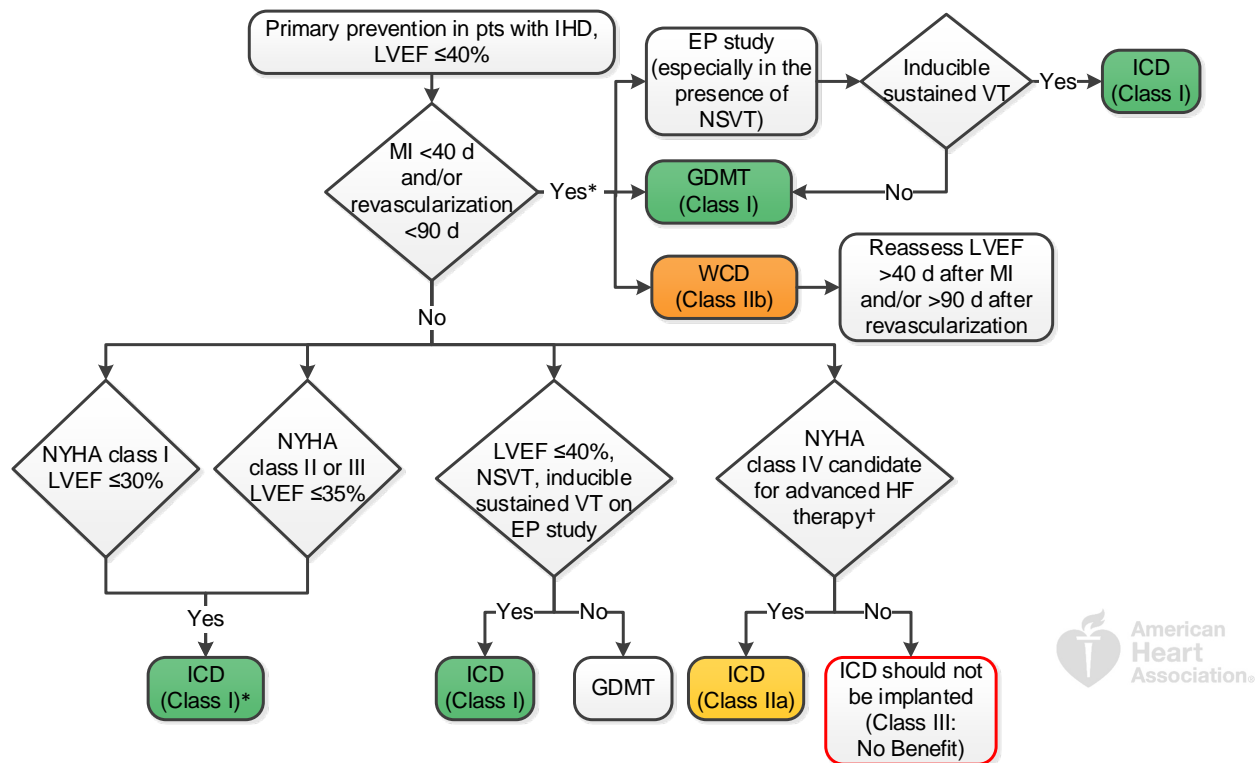 Primary prevention in pts with IHD,
LVEF ≤40%
EP study
(especially in the
presence of
NSVT)
Inducible
sustained VT
Yes
ICD
(Class I)
MI <40 d
and/or
revascularization
<90 d
Yes*
GDMT
(Class I)
No
WCD
(Class IIb)
Reassess LVEF
>40 d after MI
and/or >90 d after
revascularization
No
NYHA class I
LVEF ≤30%
NYHA
class II or III
LVEF ≤35%
LVEF ≤40%,
NSVT, inducible
sustained VT on
EP study
NYHA
class IV candidate
for advanced HF
therapy†
Yes
Yes
No
Yes
No
ICD
(Class I)*
ICD
(Class I)
GDMT
ICD
(Class IIa)
ICD should not
be implanted
(Class III:
No Benefit)
American
Heart
Association®